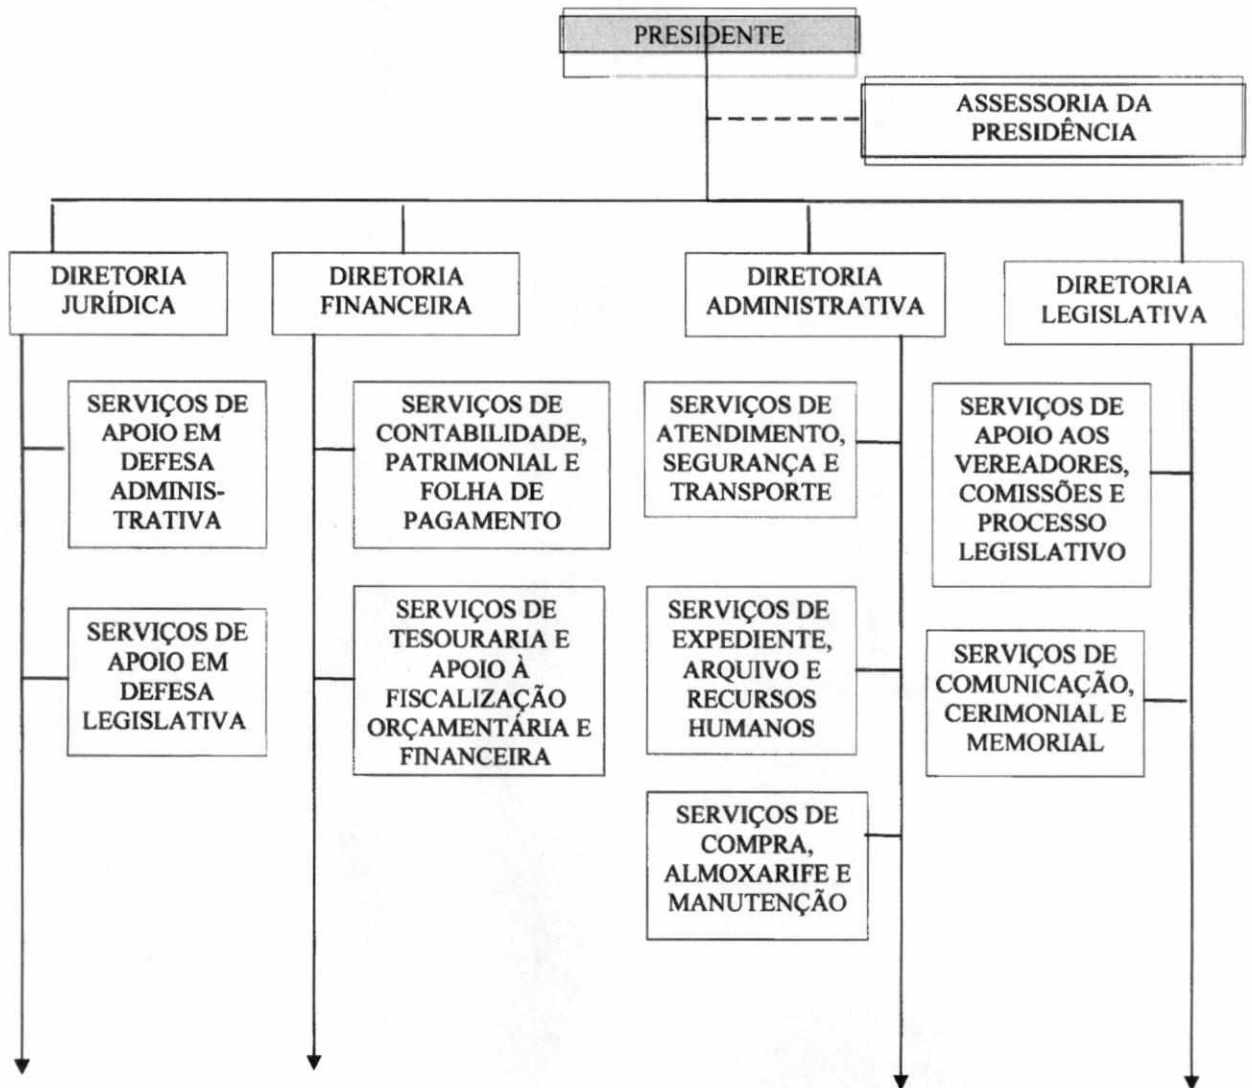 PRESIDENTE
ASSESSORIA DA
PRESIDÊNCIA
DIRETORIA
JURÍDICA
DIRETORIA
FINANCEIRA
DIRETORIA
ADMINISTRATIVA
DIRETORIA
LEGISLATIVA
SERVIÇOS DE
APOIO EM
DEFESA
ADMINIS-
TRATIVA
SERVIÇOS DE
APOIO EM
DEFESA
LEGISLATIVA
SERVIÇOS DE
CONTABILIDADE,
PATRIMONIAL E
FOLHA DE
PAGAMENTO
SERVIÇOS DE
TESOURARIA E
APOIO À
FISCALIZAÇÃO
ORÇAMENTÁRIA E
FINANCEIRA
SERVIÇOS DE
ATENDIMENTO,
SEGURANÇA E
TRANSPORTE
SERVIÇOS DE
EXPEDIENTE,
ARQUIVO E
RECURSOS
HUMANOS
SERVIÇOS DE
COMPRA,
ALMOXARIFE E
MANUTENÇÃO
SERVIÇOS DE
APOIO AOS
VEREADORES,
COMISSÕES E
PROCESSO
LEGISLATIVO
SERVIÇOS DE
COMUNICAÇÃO,
CERIMONIAL E
MEMORIAL